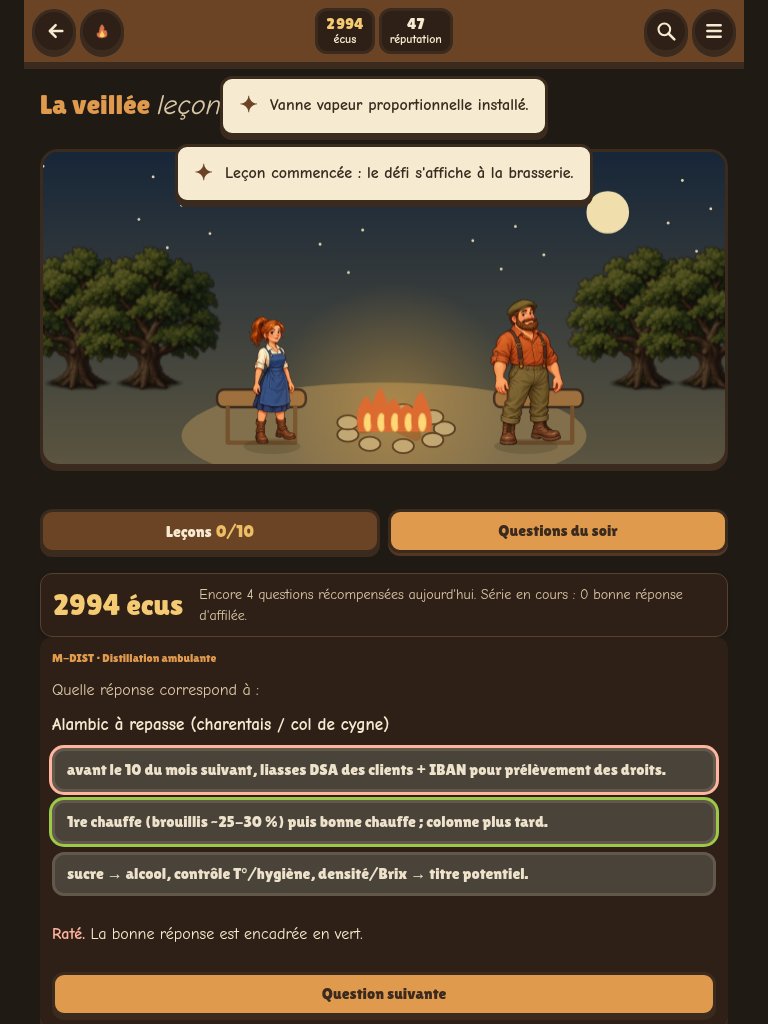 2994
écus
47
réputation
La veillée leçon
Vanne vapeur proportionnelle installé.
Leçon commencée : le défi s'affiche à la brasserie.
Leçons 0/10
Questions du soir
2994 écus
Encore 4 questions récompensées aujourd'hui. Série en cours : 0 bonne réponse
d'affilée.
M-DIST · Distillation ambulante
Quelle réponse correspond à :
Alambic à repasse (charentais / col de cygne)
avant le 10 du mois suivant, liasses DSA des clients + IBAN pour prélèvement des droits.
1re chauffe (brouillis ~25–30 %) puis bonne chauffe ; colonne plus tard.
sucre → alcool, contrôle T°/hygiène, densité/Brix → titre potentiel.
Raté. La bonne réponse est encadrée en vert.
Question suivante